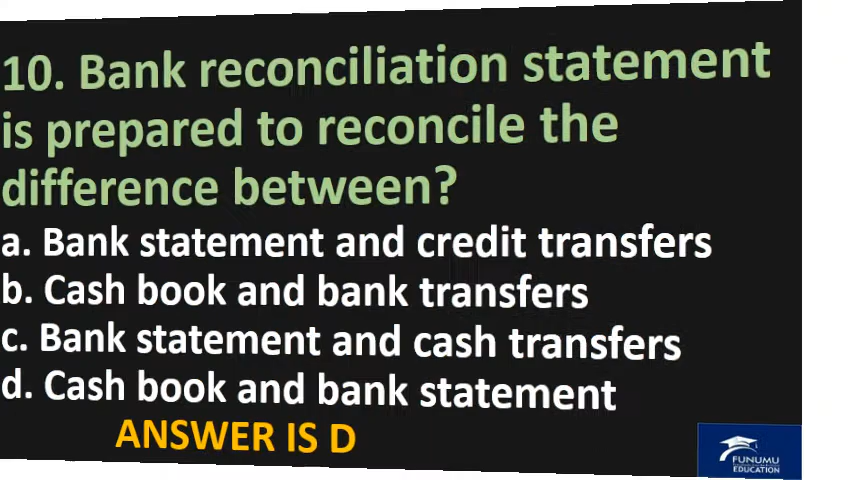 10. Bank reconciliation statement
is prepared to reconcile the
difference between?
a. Bank statement and credit transfers
b. Cash book and bank transfers
c. Bank statement and cash transfers
d. Cash book and bank statement
ANSWER IS D
FUNUMU
EDUCATION